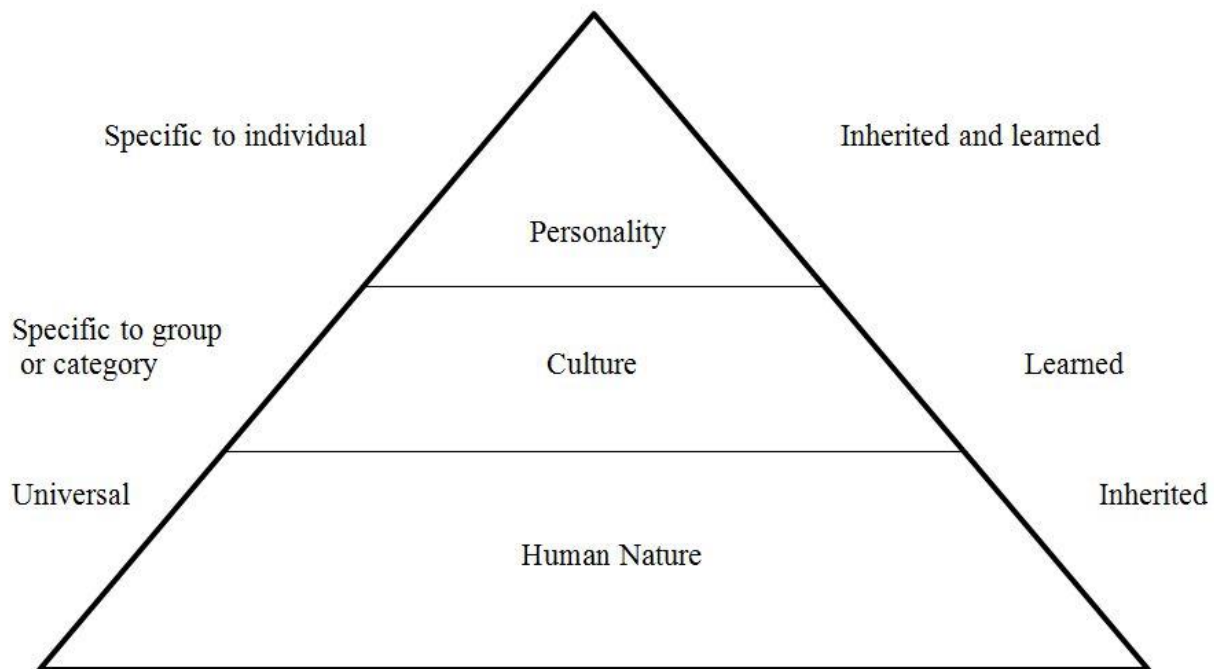 Specific to individual
Inherited and learned
Personality
Specific to group
or category
Culture
Learned
Universal
Inherited
Human Nature